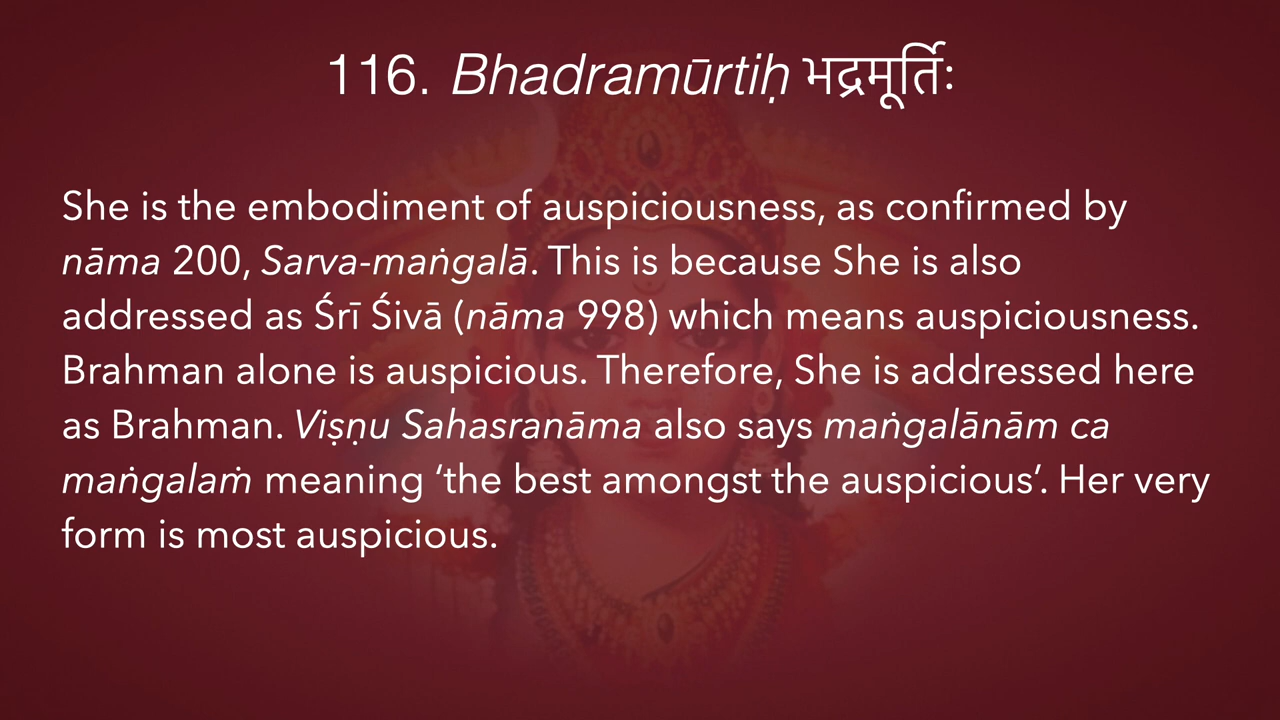 116. Bhadramūrtiḥ भद्रमूर्तिः
She is the embodiment of auspiciousness, as confirmed by
nāma 200, Sarva-maṅgalā. This is because She is also
addressed as Śrī Śivā (nāma 998) which means auspiciousness.
Brahman alone is auspicious. Therefore, She is addressed here
as Brahman. Viṣṇu Sahasranāma also says maṅgalānām ca
maṅgalaṁ meaning ‘the best amongst the auspicious’. Her very
form is most auspicious.